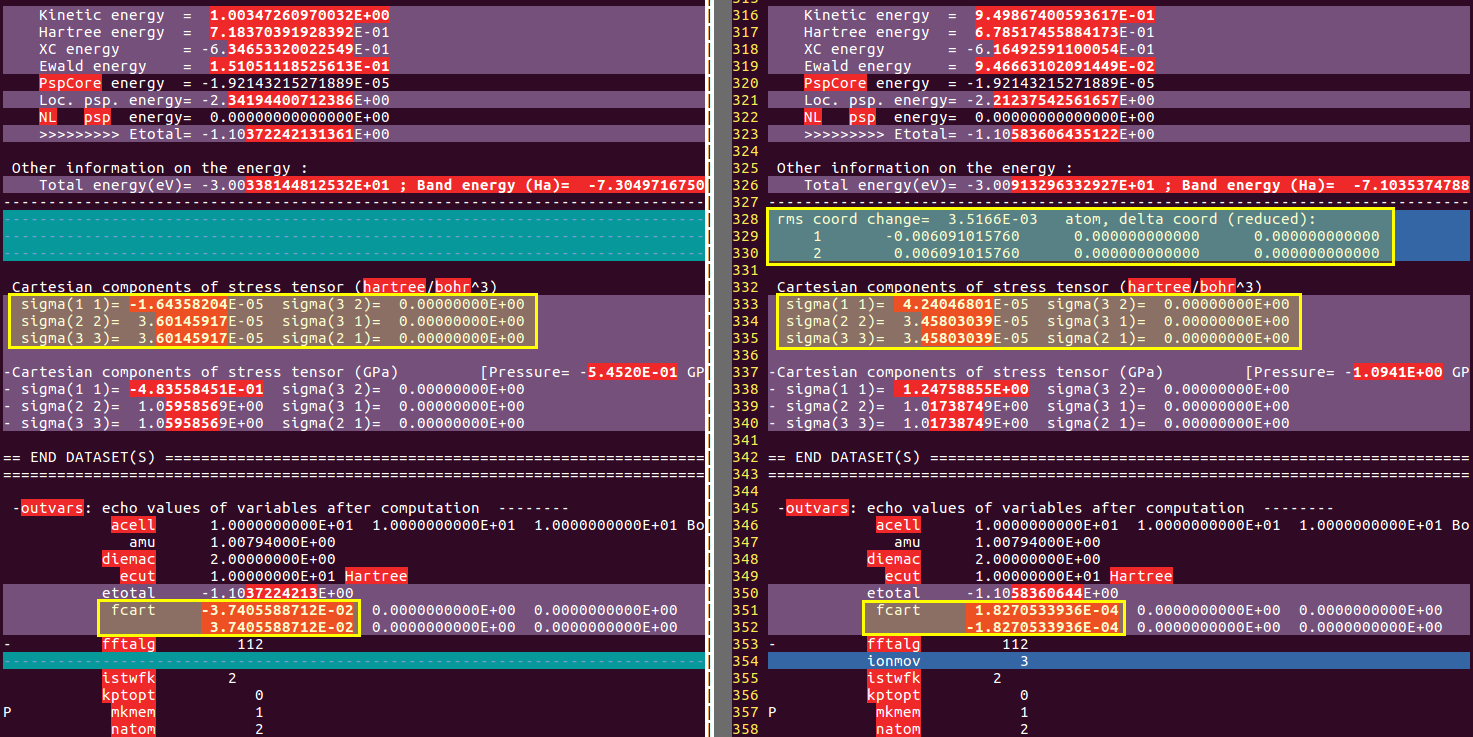 Kinetic energy  =  1.00347260970032E+00
Hartree energy  =  7.18370391928392E-01
XC energy       = -6.34653320022549E-01
Ewald energy    =  1.51051118525613E-01
PspCore energy = -1.92143215271889E-05
Loc. psp. energy= -2.34194400712386E+00
NL   psp  energy=  0.00000000000000E+00
>>>>>>>>> Etotal= -1.10372242131361E+00
Other information on the energy :
Total energy(eV)= -3.00338144812532E+01 ; Band energy (Ha)=  -7.3049716750
Cartesian components of stress tensor (hartree/bohr^3)
sigma(1 1)= -1.64358204E-05  sigma(3 2)=  0.00000000E+00
sigma(2 2)=  3.60145917E-05  sigma(3 1)=  0.00000000E+00
sigma(3 3)=  3.60145917E-05  sigma(2 1)=  0.00000000E+00
-Cartesian components of stress tensor (GPa)         [Pressure= -5.4520E-01 GP
- sigma(1 1)= -4.83558451E-01  sigma(3 2)=  0.00000000E+00
- sigma(2 2)=  1.05958569E+00  sigma(3 1)=  0.00000000E+00
- sigma(3 3)=  1.05958569E+00  sigma(2 1)=  0.00000000E+00
== END DATASET(S) ============================================================
================================================================================
-outvars: echo values of variables after computation  --------
acell      1.0000000000E+01  1.0000000000E+01  1.0000000000E+01 Bo
amu      1.00794000E+00
diemac      2.00000000E+00
ecut      1.00000000E+01 Hartree
etotal     -1.1037224213E+00
fcart     -3.7405588712E-02  0.0000000000E+00  0.0000000000E+00
3.7405588712E-02  0.0000000000E+00  0.0000000000E+00
-          fftalg         112
istwfk        2
kptopt           0
P           mkmem           1
natom           2
315
316 Kinetic energy  =  9.49867400593617E-01
317 Hartree energy  =  6.78517455884173E-01
318 XC energy       = -6.16492591100054E-01
319 Ewald energy    =  9.46663102091449E-02
320 PspCore energy = -1.92143215271889E-05
321 Loc. psp. energy= -2.21237542561657E+00
322 NL   psp  energy=  0.00000000000000E+00
323 >>>>>>>>> Etotal= -1.10583606435122E+00
324
325 Other information on the energy :
326 Total energy(eV)= -3.00913296332927E+01 ; Band energy (Ha)=  -7.1035374788
327
328 rms coord change=  3.5166E-03   atom, delta coord (reduced):
329 1       -0.006091015760      0.000000000000      0.000000000000
330 2        0.006091015760      0.000000000000      0.000000000000
331
332 Cartesian components of stress tensor (hartree/bohr^3)
333 sigma(1 1)=  4.24046801E-05  sigma(3 2)=  0.00000000E+00
334 sigma(2 2)=  3.45803039E-05  sigma(3 1)=  0.00000000E+00
335 sigma(3 3)=  3.45803039E-05  sigma(2 1)=  0.00000000E+00
336
337 -Cartesian components of stress tensor (GPa)         [Pressure= -1.0941E+00 GP
338 - sigma(1 1)=  1.24758855E+00  sigma(3 2)=  0.00000000E+00
339 - sigma(2 2)=  1.01738749E+00  sigma(3 1)=  0.00000000E+00
340 - sigma(3 3)=  1.01738749E+00  sigma(2 1)=  0.00000000E+00
341
342 == END DATASET(S) ============================================================
343 ================================================================================
344
345 -outvars: echo values of variables after computation  --------
346 acell      1.0000000000E+01  1.0000000000E+01  1.0000000000E+01 Bo
347 amu      1.00794000E+00
348 diemac      2.00000000E+00
349 ecut      1.00000000E+01 Hartree
350 etotal     -1.1058360644E+00
351 fcart      1.8270533936E-04  0.0000000000E+00  0.0000000000E+00
352 -1.8270533936E-04  0.0000000000E+00  0.0000000000E+00
353 -          fftalg         112
354 ionmov           3
355 istwfk        2
356 kptopt           0
357 P           mkmem           1
358 natom           2